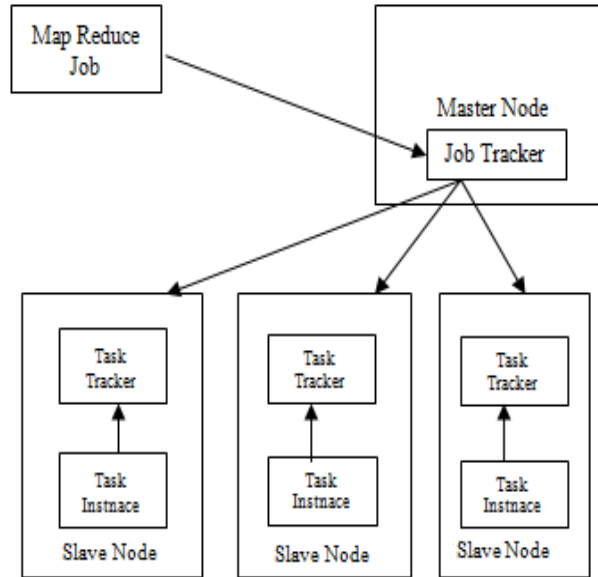 Map Reduce
Job
Master Node
Job Tracker
Task
Tracker
Task
Instnace
Slave Node
Task
Tracker
Task
Instnace
Slave Node
Task
Tracker
Task
Instnace
Slave Node